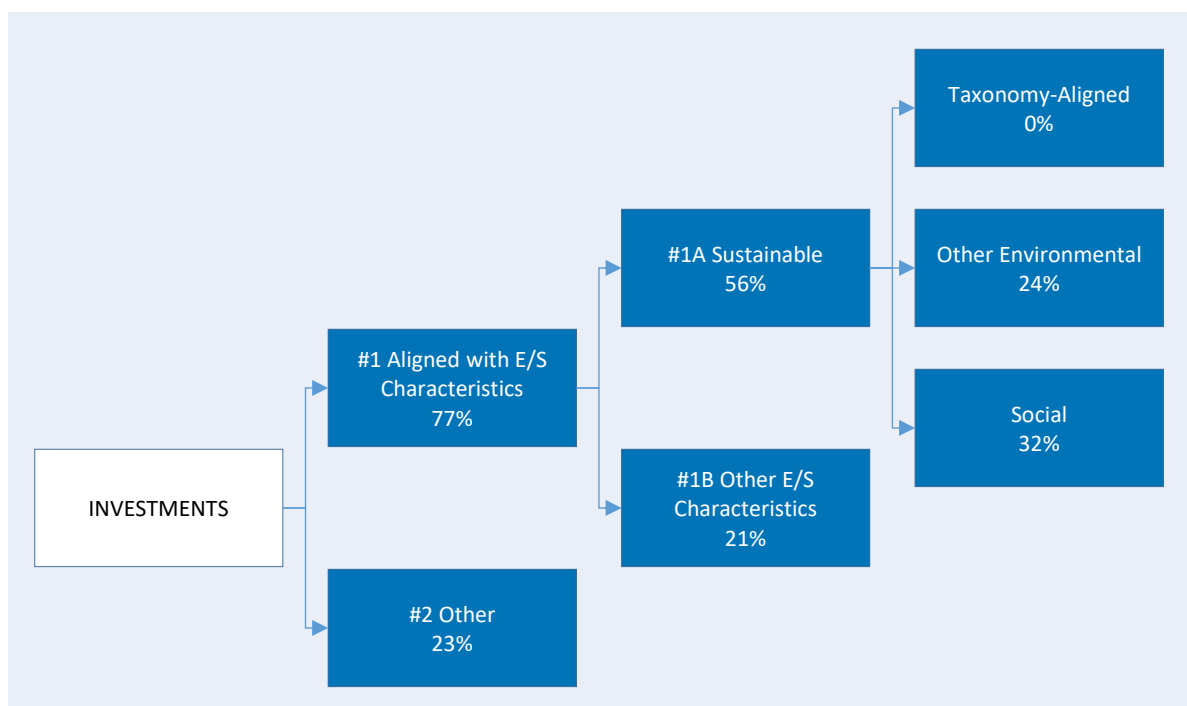 INVESTMENTS
#1 Aligned with E/S
Characteristics
77%
#2 Other
23%
#1A Sustainable
56%
#1B Other E/S
Characteristics
21%
Taxonomy-Aligned
0%
Other Environmental
24%
Social
32%